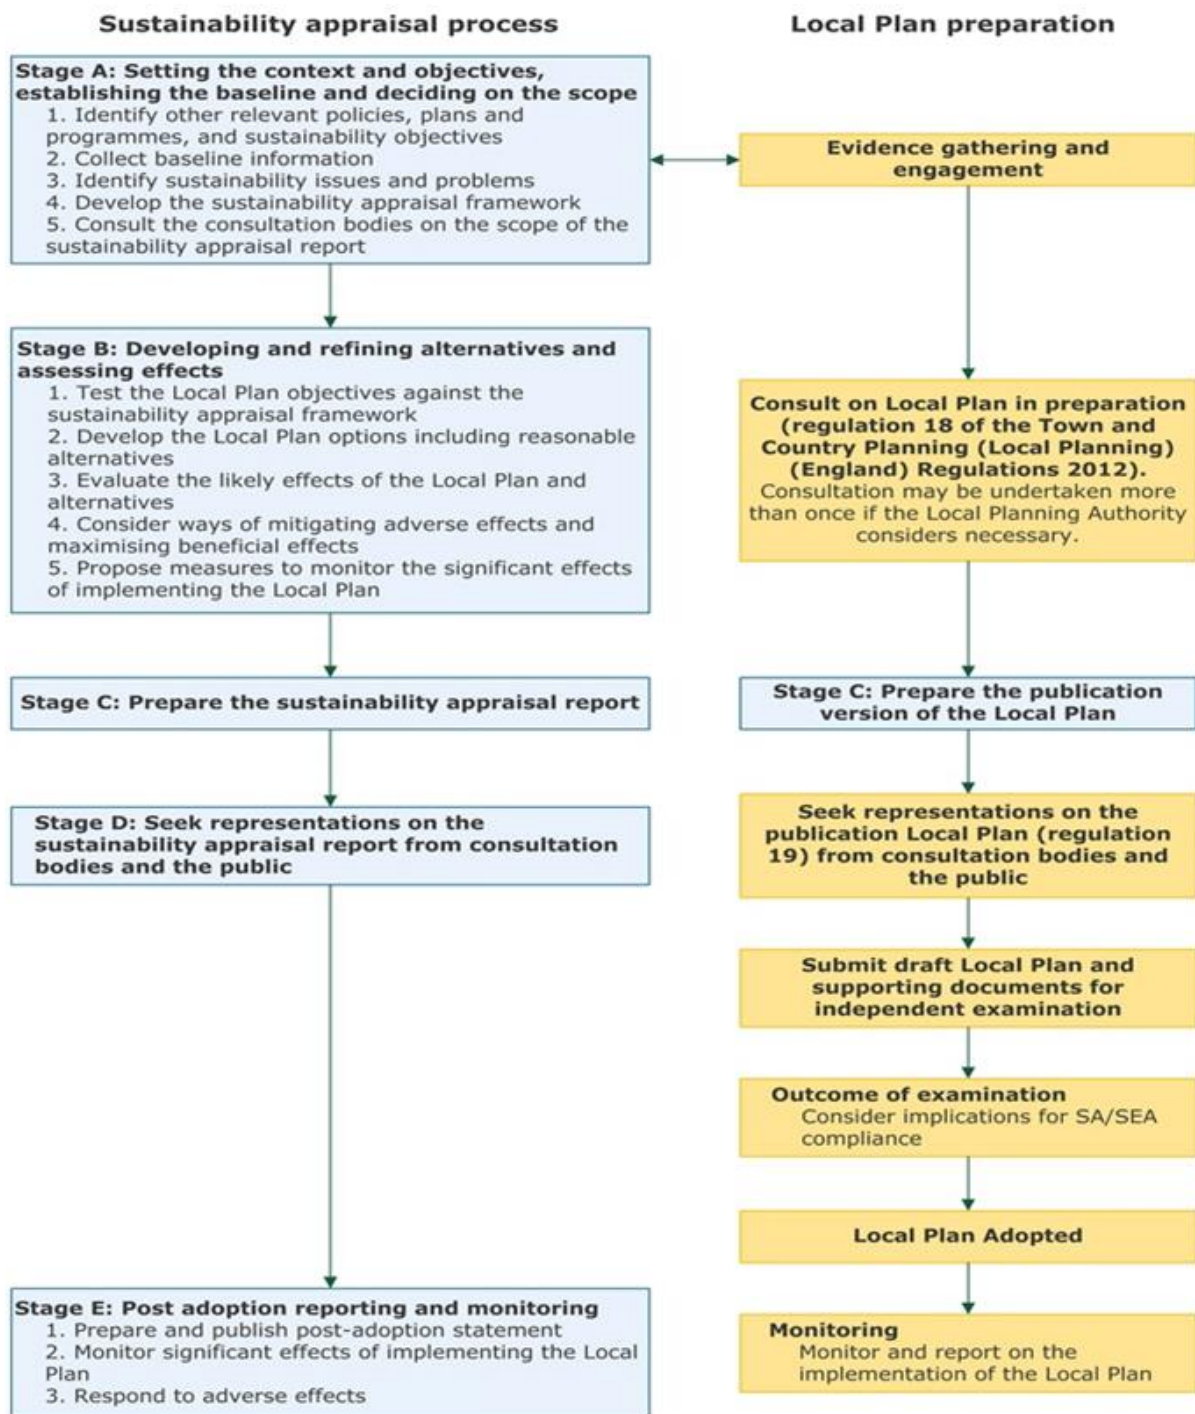 Sustainability appraisal process
Local Plan preparation
Stage A: Setting the context and objectives,
establishing the baseline and deciding on the scope
1. Identify other relevant policies, plans and
programmes, and sustainability objectives
2. Collect baseline information
3. Identify sustainability issues and problems
4. Develop the sustainability appraisal framework
5. Consult the consultation bodies on the scope of the
sustainability appraisal report
Evidence gathering and
engagement
Stage B: Developing and refining alternatives and
assessing effects
1. Test the Local Plan objectives against the
sustainability appraisal framework
2. Develop the Local Plan options including reasonable
alternatives
3. Evaluate the likely effects of the Local Plan and
alternatives
4. Consider ways of mitigating adverse effects and
maximising beneficial effects
5. Propose measures to monitor the significant effects
of implementing the Local Plan
Consult on Local Plan in preparation
(regulation 18 of the Town and
Country Planning (Local Planning)
(England) Regulations 2012).
Consultation may be undertaken more
than once if the Local Planning Authority
considers necessary.
Stage C: Prepare the sustainability appraisal report
Stage C: Prepare the publication
version of the Local Plan
Stage D: Seek representations on the
sustainability appraisal report from consultation
bodies and the public
Seek representations on the
publication Local Plan (regulation
19) from consultation bodies and
the public
Submit draft Local Plan and
supporting documents for
independent examination
Outcome of examination
Consider implications for SA/SEA
compliance
Local Plan Adopted
Stage E: Post adoption reporting and monitoring
1. Prepare and publish post-adoption statement
2. Monitor significant effects of implementing the Local
Plan
3. Respond to adverse effects
Monitoring
Monitor and report on the
implementation of the Local Plan